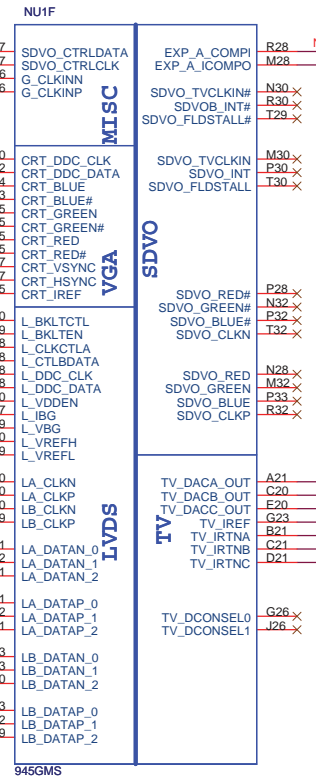 NU1F
SDVO_CTRLDATA
SDVO_CTRLCLK
G_CLKINN
G_CLKINP
MISC
CRT_DDC_CLK
CRT_DDC_DATA
CRT_BLUE
CRT_BLUE#
CRT_GREEN
CRT_GREEN#
CRT_RED
CRT_RED#
CRT_VSYNC
CRT_HSYNC
CRT_IREF
VGA
L_BKLTCTL
L_BKLTEN
L_CLKCTLA
L_CTLBDATA
L_DDC_CLK
L_DDC_DATA
L_VDDEN
L_IBG
L_VBG
L_VREFH
L_VREFL
LA_CLKN
LA_CLKP
LB_CLKN
LB_CLKP
LVDS
LA_DATAN_0
LA_DATAN_1
LA_DATAN_2
LA_DATAP_0
LA_DATAP_1
LA_DATAP_2
LB_DATAN_0
LB_DATAN_1
LB_DATAN_2
LB_DATAP_0
LB_DATAP_1
LB_DATAP_2
EXP_A_COMPI R28
EXP_A_ICOMPO M28
SDVO_TVCLKIN# N30
SDVOB_INT# R30
SDVO_FLDSTALL# T29
SDVO_TVCLKIN M30
SDVO_INT P30
SDVO_FLDSTALL T30
SDVO
SDVO_RED# P28
SDVO_GREEN# N32
SDVO_BLUE# P32
SDVO_CLKN T32
SDVO_RED N28
SDVO_GREEN M32
SDVO_BLUE P33
SDVO_CLKP R32
TV_DACA_OUT A21
TV_DACB_OUT C20
TV_DACC_OUT E20
TV_IREF G23
TV_IRTNA B21
TV_IRTNB C21
TV_IRTNC D21
TV
TV_DCONSEL0 G26
TV_DCONSEL1 J26
945GMS